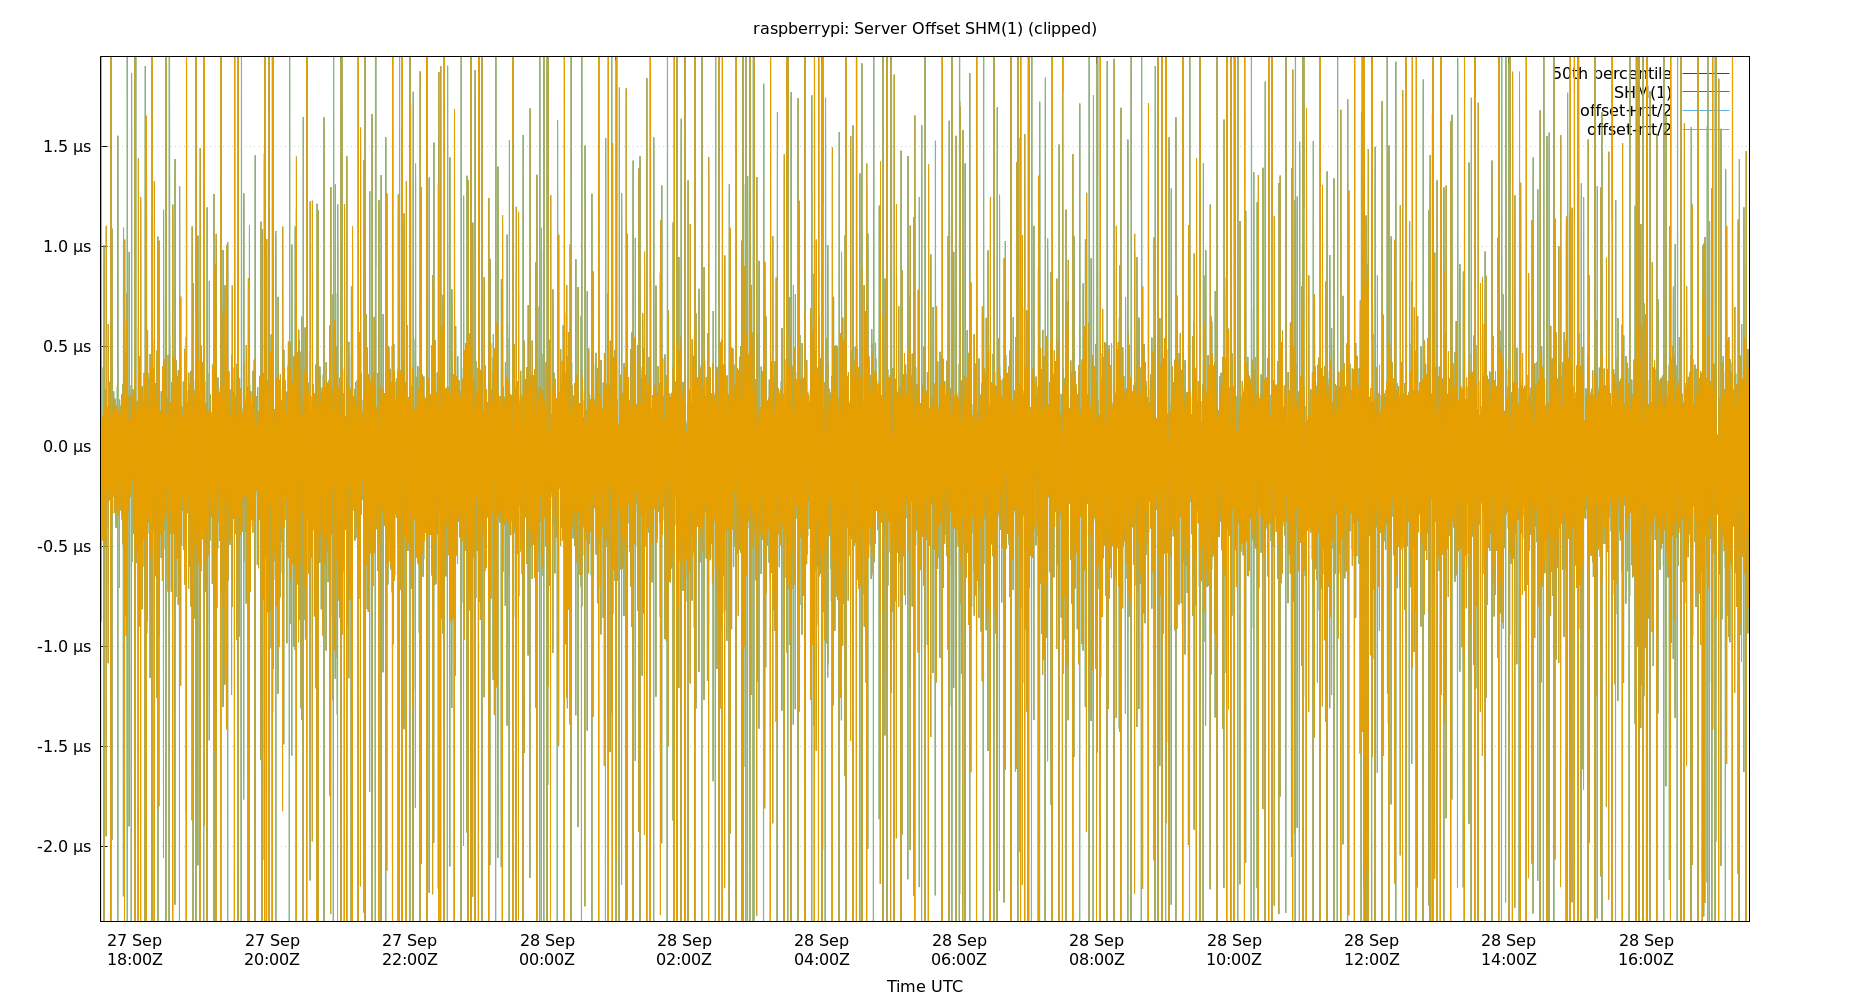 raspberrypi: Server Offset SHM(1) (clipped)
50th percentile
SHM(1)
offset+rtt/2
offset-rtt/2
1.5 µs
1.0 µs
0.5 µs
0.0 µs
-0.5 µs
-1.0 µs
-1.5 µs
-2.0 µs
27 Sep 27 Sep 27 Sep 28 Sep 28 Sep 28 Sep 28 Sep 28 Sep 28 Sep 28 Sep 28 Sep 28 Sep
18:00Z 20:00Z 22:00Z 00:00Z 02:00Z 04:00Z 06:00Z 08:00Z 10:00Z 12:00Z 14:00Z 16:00Z
Time UTC